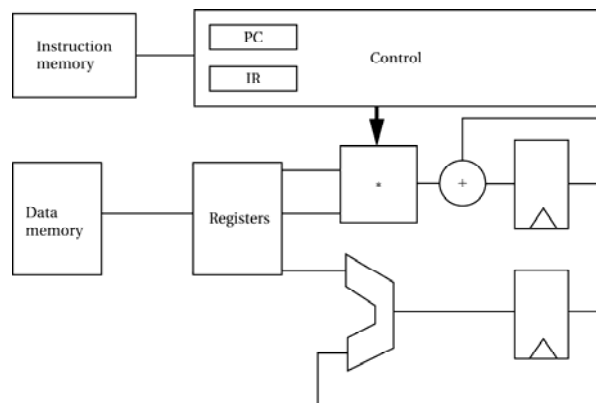 PC
Instruction
memory
Control
IR
*
+
Data
memory
Registers